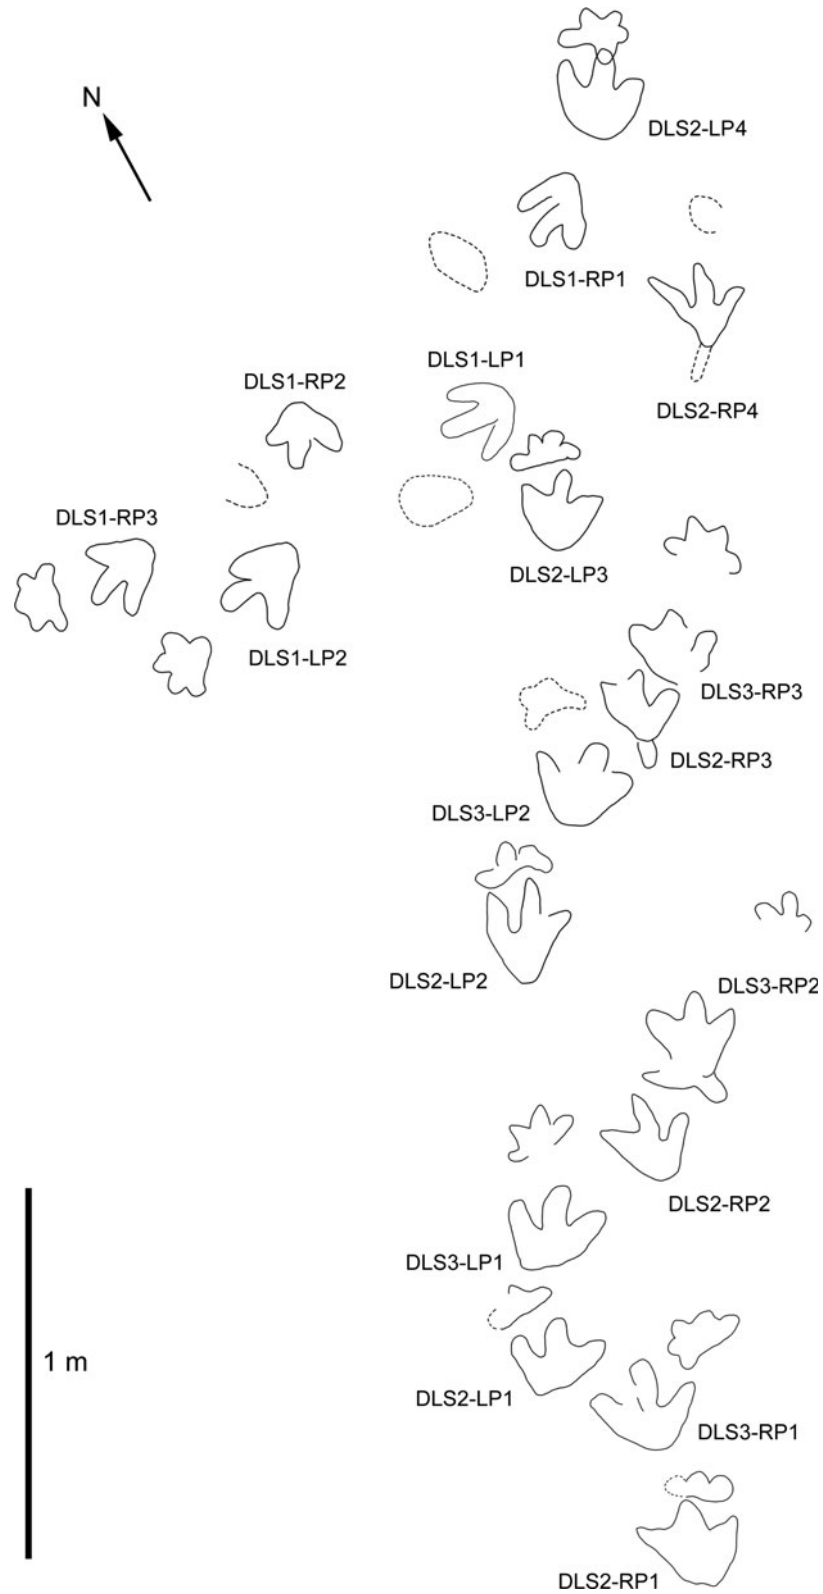 N
DLS2-LP4
DLS1-RP1
DLS1-LP1
DLS1-RP2
DLS2-RP4
DLS1-RP3
DLS2-LP3
DLS1-LP2
DLS3-RP3
DLS2-RP3
DLS3-LP2
DLS2-LP2
DLS3-RP2
DLS2-RP2
DLS3-LP1
1 m
DLS2-LP1
DLS3-RP1
DLS2-RP1